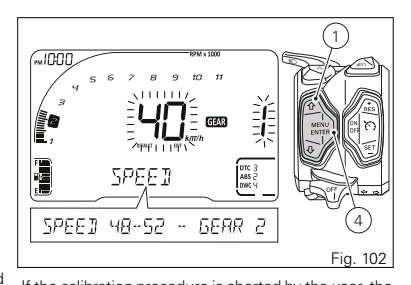 1
PM 10:00
RPM x 1000
1
2
3
4 5 6 7 8 9 10 11
40
km/h
GEAR
1
F
E
SPEED
DTC 3
ABS 2
DWC 4
MENU
ENTER
ON
OFF
+
RES
SET
-
OFF
4
SPEED 48--52 -- GEAR 2
Fig. 102
If the calibration procedure is aborted by the user, the